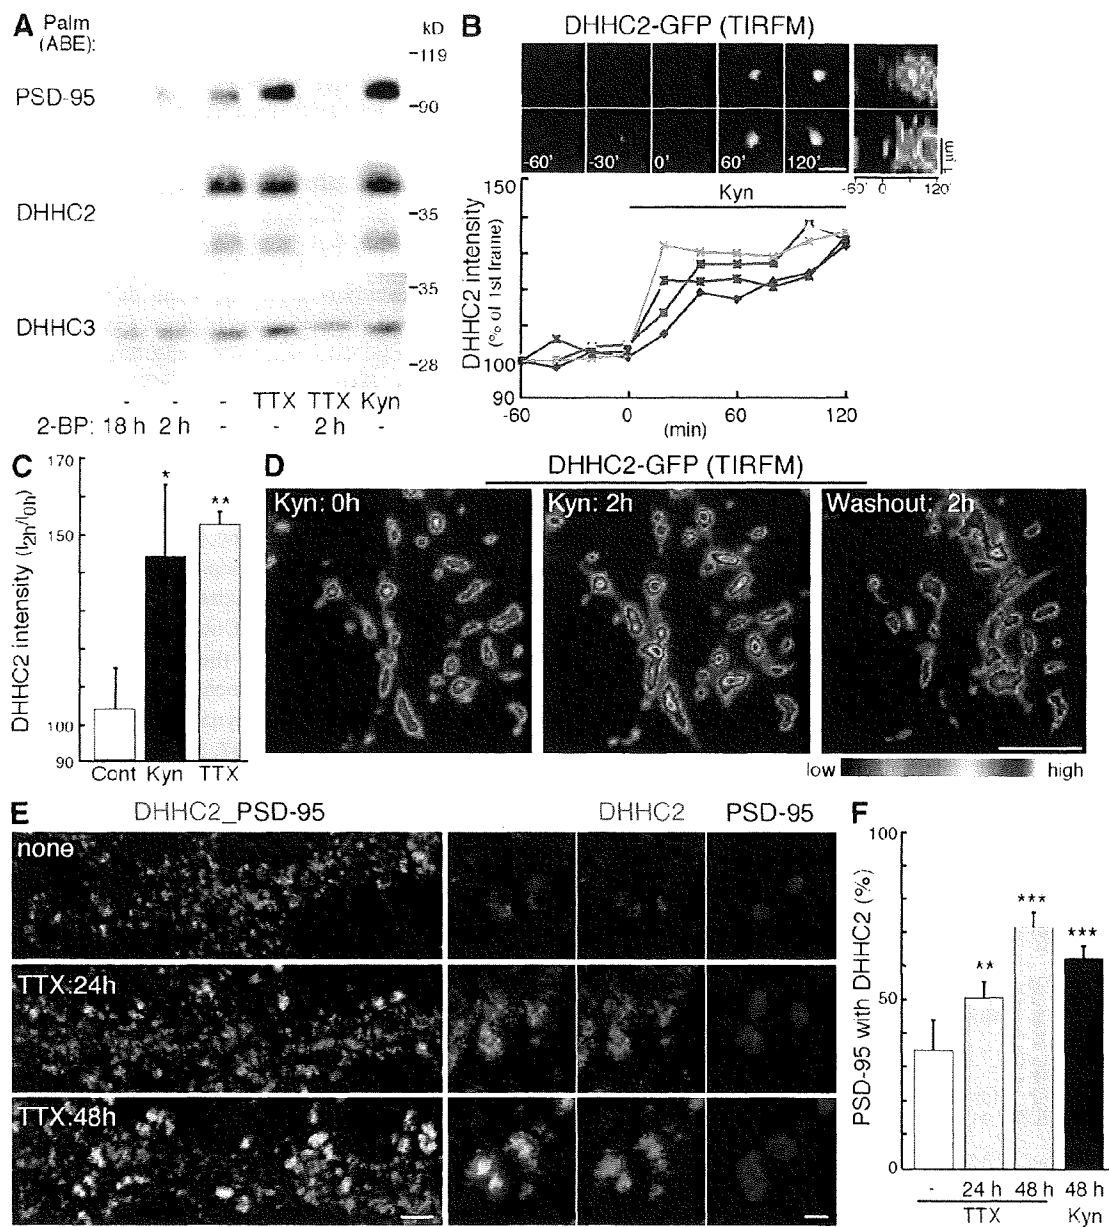 A Palm
(ABE):
kD
-119
PSD-95
-90
DHHC2
-35
-35
DHHC3
-28
- - - TTX TTX Kyn
2-BP: 18 h 2 h - - 2 h -
B DHHC2-GFP (TIRFM)
-60' -30' 0' 60' 120'
1 μm
-60' 0 120'
150
Kyn
DHHC2 intensity
(% of 1st frame)
100
90
-60 0 60 120
(min)
C
170
150
100
90
DHHC2 intensity (I2h/I0h)
* **
Cont Kyn TTX
D DHHC2-GFP (TIRFM)
Kyn: 0h Kyn: 2h Washout: 2h
low high
E DHHC2_PSD-95 DHHC2 PSD-95
none
TTX:24h
TTX:48h
F
100
50
0
PSD-95 with DHHC2 (%)
** *** ***
- 24 h 48 h 48 h
TTX Kyn